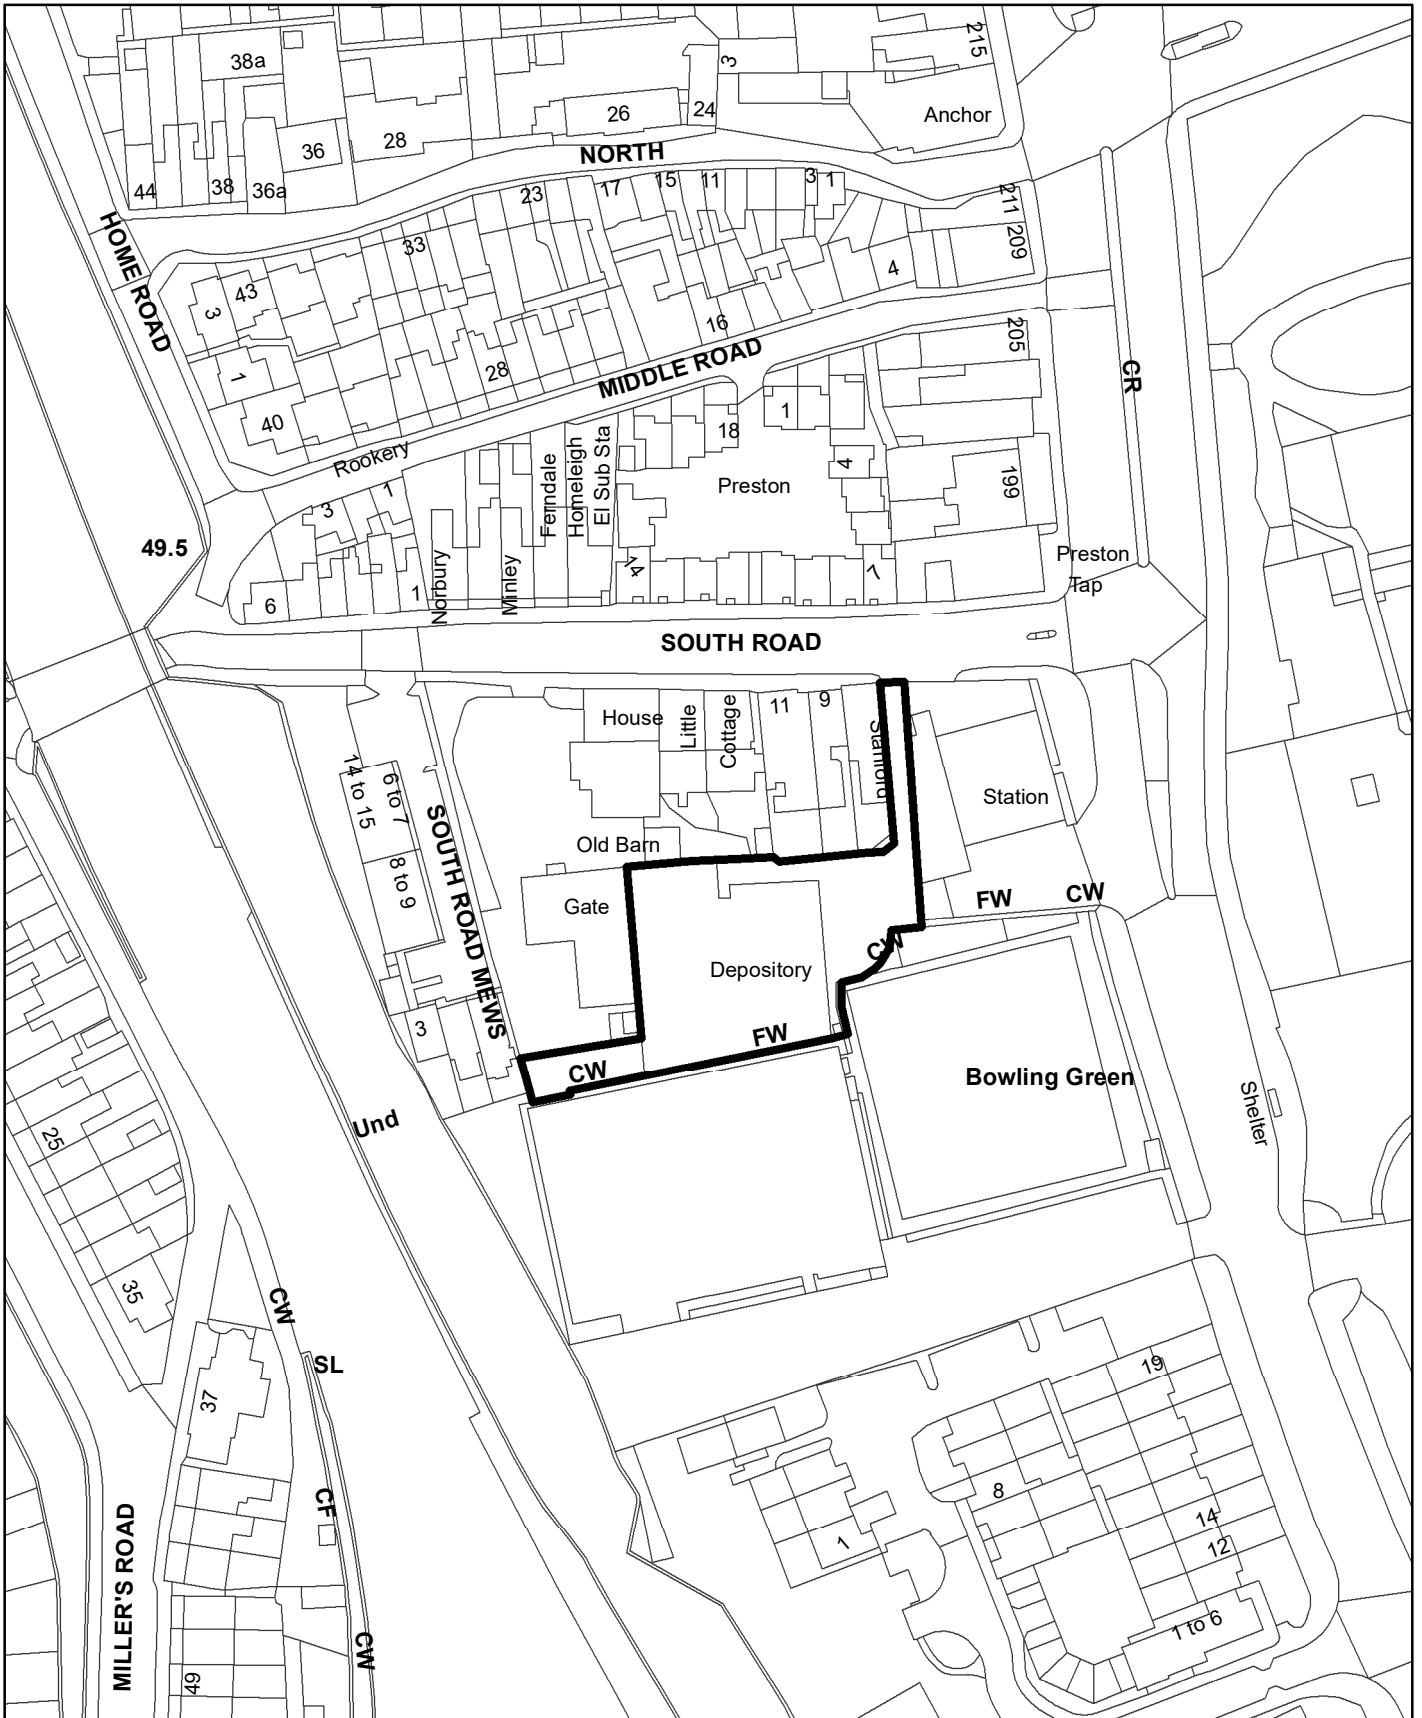 38a
3
215
26
24
Anchor
28
36
NORTH
44
38
36a
23
17
15
11
3
1
211
HOME ROAD
33
209
43
4
3
16
205
MIDDLE ROAD
1
28
CR
40
1
18
Rookery
Ferndale
Homeleigh
El Sub Sta
4
Preston
199
3
1
49.5
Norbury
Minley
14
7
Preston
Tap
6
1
SOUTH ROAD
House
Little
Cottage
11
9
Stanford
14 to 15
6 to 7
Station
SOUTH ROAD MEWS
Old Barn
8 to 9
Gate
FW
CW
CW
Depository
3
FW
CW
Bowling Green
Und
Shelter
25
35
CW
SL
37
19
CF
8
14
1
12
MILLER'S ROAD
CW
1 to 6
49